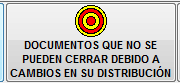 DOCUMENTOS QUE NO SE
PUEDEN CERRAR DEBIDO A
CAMBIOS EN SU DISTRIBUCIÓN